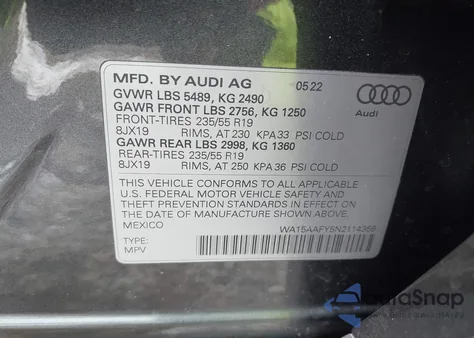 MFD. BY AUDI AG 05 22
GVWR LBS 5489, KG 2490
GAWR FRONT LBS 2756, KG 1250
FRONT-TIRES 235/55 R19
8JX19 RIMS, AT 230 KPA 33 PSI COLD
GAWR REAR LBS 2998, KG 1360
REAR-TIRES 235/55 R19
8JX19 RIMS, AT 250 KPA 36 PSI COLD
Audi
THIS VEHICLE CONFORMS TO ALL APPLICABLE
U.S. FEDERAL MOTOR VEHICLE SAFETY AND
THEFT PREVENTION STANDARDS IN EFFECT ON
THE DATE OF MANUFACTURE SHOWN ABOVE.
MEXICO
WA15AAFY5N2114356
TYPE:
MPV